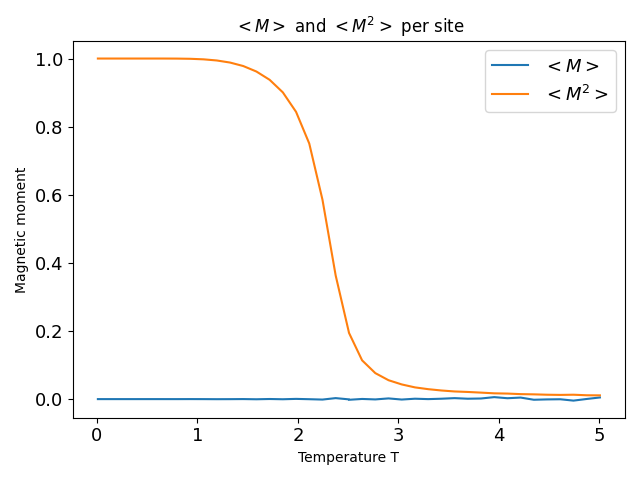 < M > and < M² > per site
< M >
< M² >
Magnetic moment
1.0
0.8
0.6
0.4
0.2
0.0
0 1 2 3 4 5
Temperature T